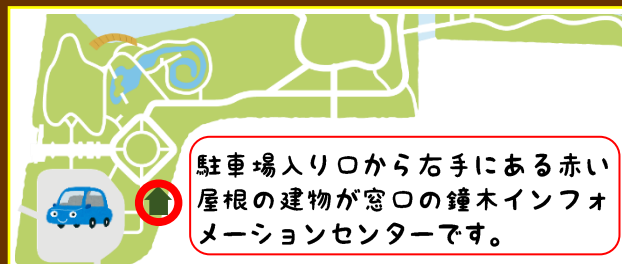 駐車場入り口から右手にある赤い
屋根の建物が窓口の鐘木インフォ
メーションセンターです。